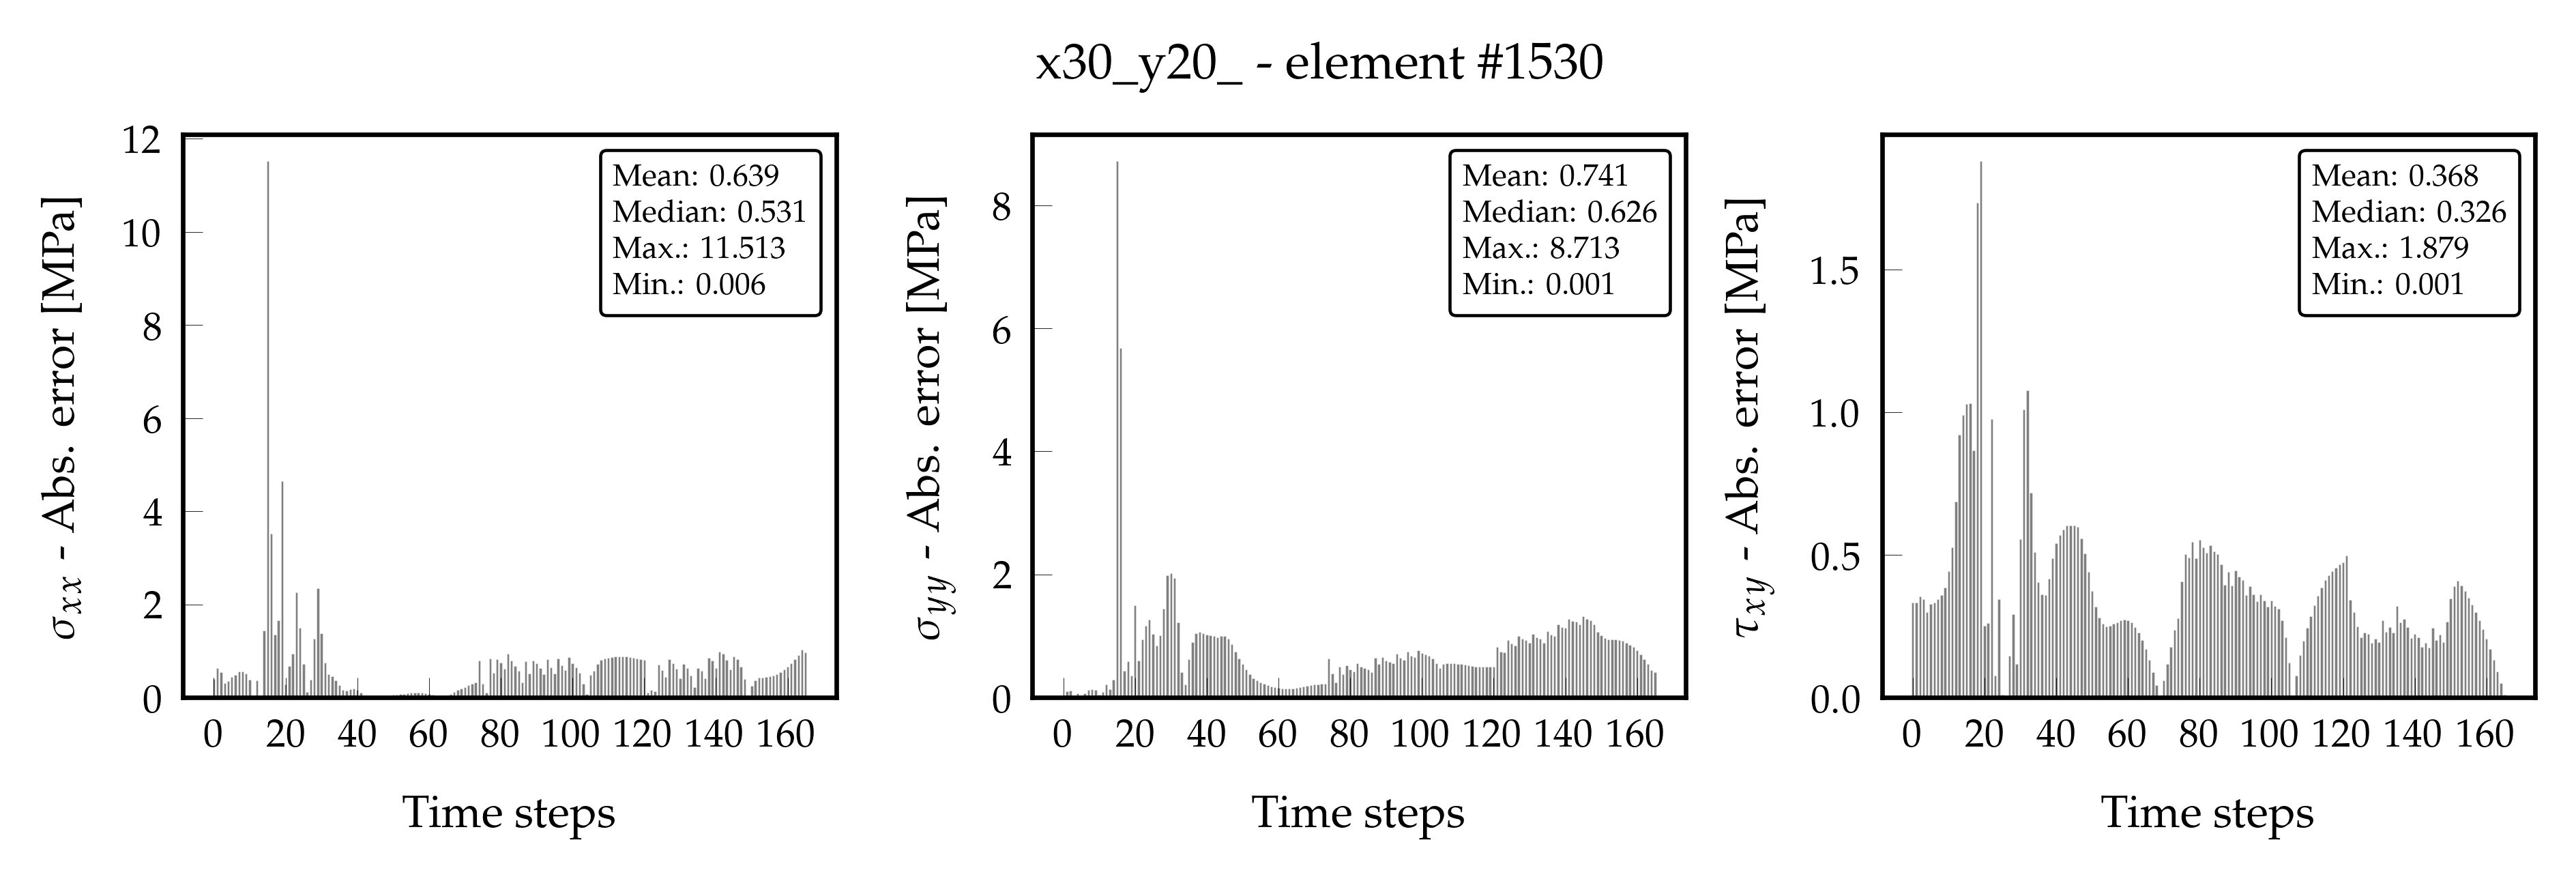 x30_y20_ - element #1530
σxx - Abs. error [MPa]
12
10
8
6
4
2
0
Mean: 0.639
Median: 0.531
Max.: 11.513
Min.: 0.006
0 20 40 60 80 100 120 140 160
Time steps
σyy - Abs. error [MPa]
8
6
4
2
0
Mean: 0.741
Median: 0.626
Max.: 8.713
Min.: 0.001
0 20 40 60 80 100 120 140 160
Time steps
τxy - Abs. error [MPa]
1.5
1.0
0.5
0.0
Mean: 0.368
Median: 0.326
Max.: 1.879
Min.: 0.001
0 20 40 60 80 100 120 140 160
Time steps